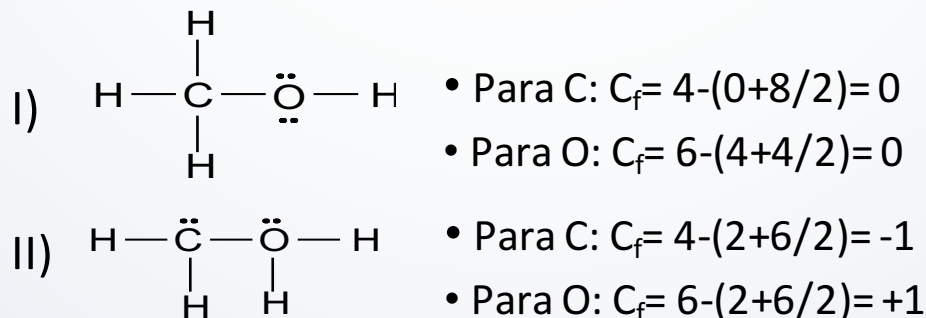 H
I) H — C — Ö — H
H
• Para C: Cf= 4-(0+8/2)= 0
• Para O: Cf= 6-(4+4/2)= 0
II) H — C — O — H
H H
• Para C: Cf= 4-(2+6/2)= -1
• Para O: Cf= 6-(2+6/2)= +1